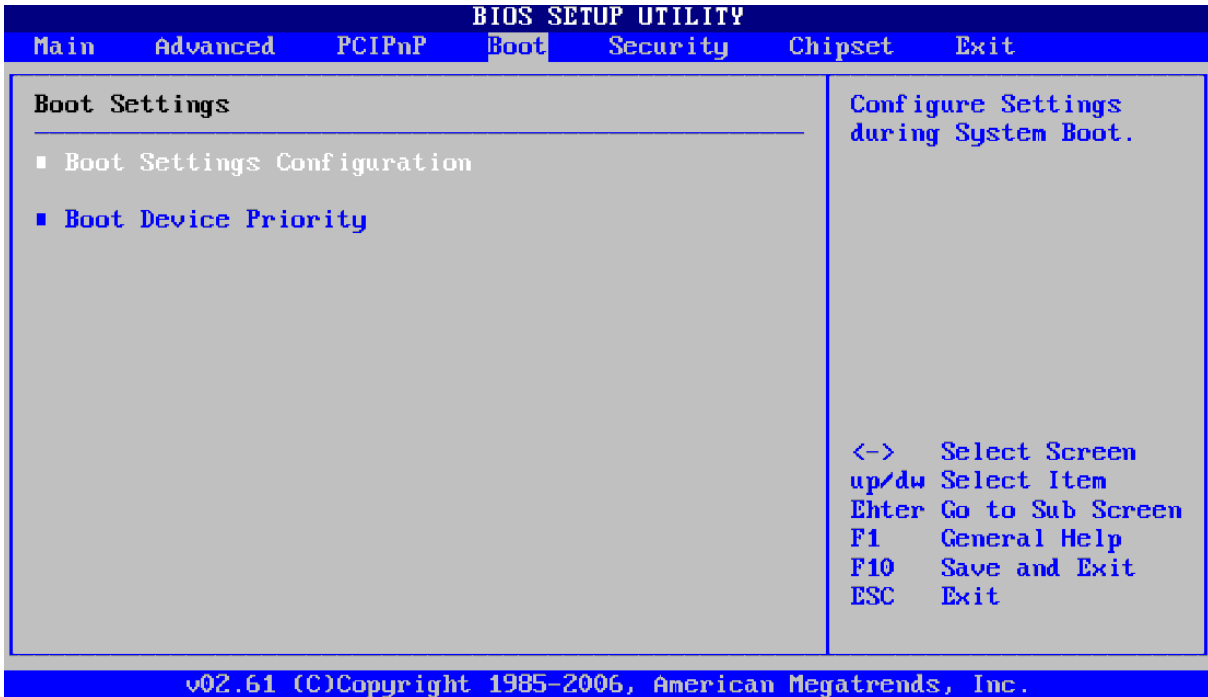 BIOS SETUP UTILITY
Main Advanced PCIPnP Boot Security Chipset Exit
Boot Settings
Boot Settings Configuration
Boot Device Priority
Configure Settings
during System Boot.
<-> Select Screen
up/dw Select Item
Ehter Go to Sub Screen
F1 General Help
F10 Save and Exit
ESC Exit
v02.61 (C)Copyright 1985-2006, American Megatrends, Inc.